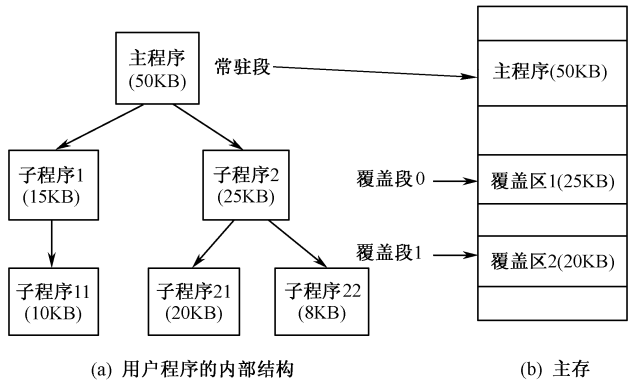 主程序
(50KB)
常驻段
主程序(50KB)
子程序1
(15KB)
子程序2
(25KB)
覆盖段0
覆盖区1(25KB)
覆盖段1
覆盖区2(20KB)
子程序11
(10KB)
子程序21
(20KB)
子程序22
(8KB)
(a) 用户程序的内部结构
(b) 主存